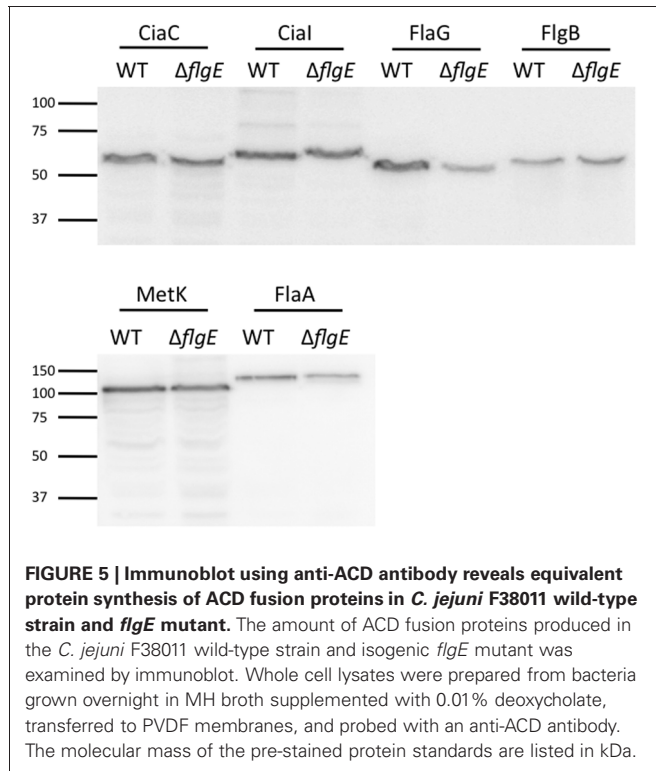 CiaC CiaI FlaG FlgB
WT ΔflgE WT ΔflgE WT ΔflgE WT ΔflgE
100
75
50
37
MetK FlaA
WT ΔflgE WT ΔflgE
150
100
75
50
37
FIGURE 5 | Immunoblot using anti-ACD antibody reveals equivalent
protein synthesis of ACD fusion proteins in C. jejuni F38011 wild-type
strain and flgE mutant. The amount of ACD fusion proteins produced in
the C. jejuni F38011 wild-type strain and isogenic flgE mutant was
examined by immunoblot. Whole cell lysates were prepared from bacteria
grown overnight in MH broth supplemented with 0.01% deoxycholate,
transferred to PVDF membranes, and probed with an anti-ACD antibody.
The molecular mass of the pre-stained protein standards are listed in kDa.